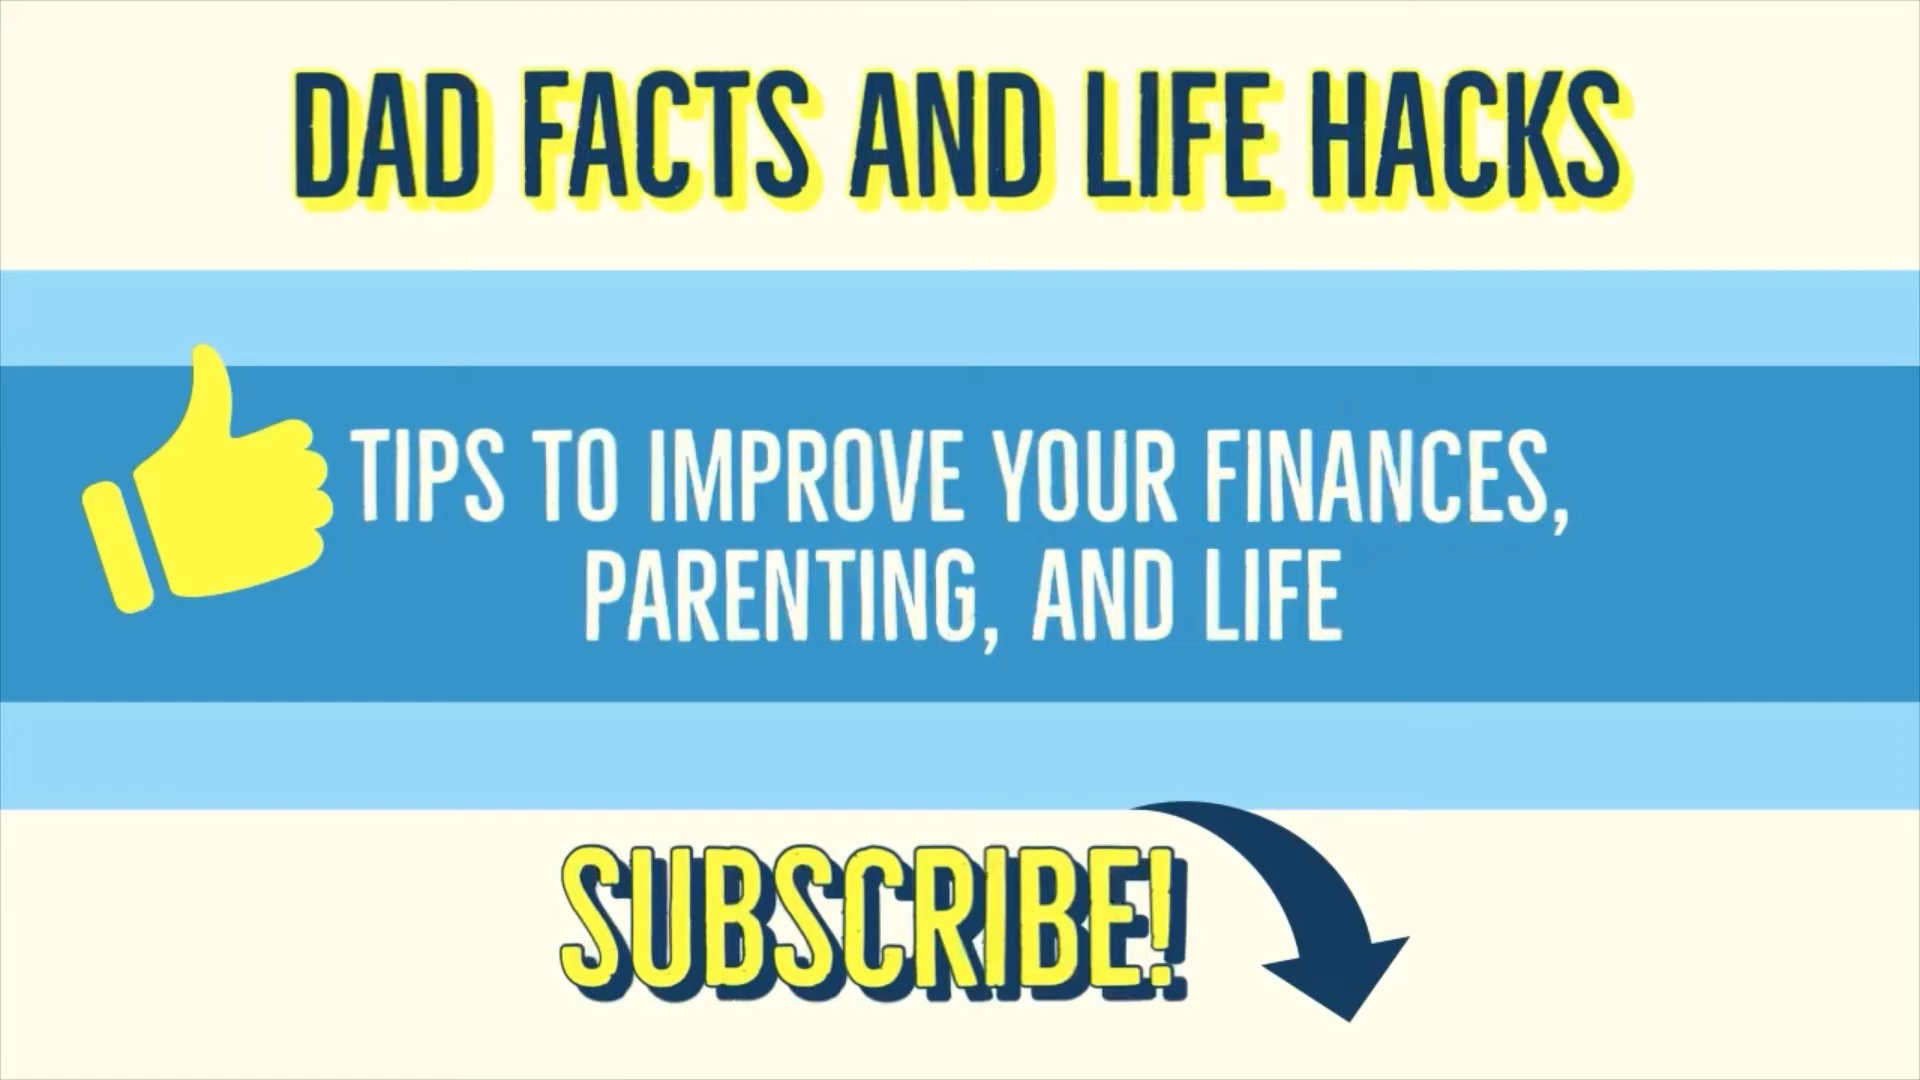 DAD FACTS AND LIFE HACKS
TIPS TO IMPROVE YOUR FINANCES,
PARENTING, AND LIFE
SUBSCRIBE!